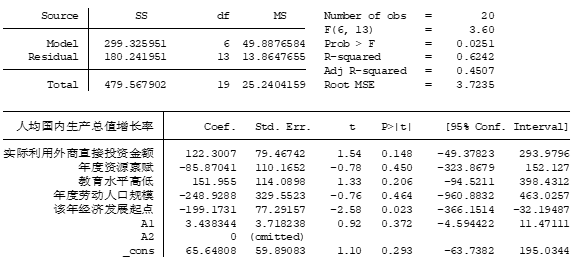 Source SS df MS Number of obs = 20
F(6, 13) = 3.60
Model 299.325951 6 49.8876584 Prob > F = 0.0251
Residual 180.241951 13 13.8647655 R-squared = 0.6242
Adj R-squared = 0.4507
Total 479.567902 19 25.2404159 Root MSE = 3.7235
人均国内生产总值增长率 Coef. Std. Err. t P>|t| [95% Conf. Interval]
实际利用外商直接投资金额 122.3007 79.46742 1.54 0.148 -49.37823 293.9796
年度资源禀赋 -85.87041 110.1652 -0.78 0.450 -323.8679 152.127
教育水平高低 151.955 114.0898 1.33 0.206 -94.5211 398.4312
年度劳动人口规模 -248.9288 329.5523 -0.76 0.464 -960.8832 463.0257
该年经济发展起点 -199.1731 77.29157 -2.58 0.023 -366.1514 -32.19487
A1 3.438344 3.718238 0.92 0.372 -4.594422 11.47111
A2 0 (omitted)
_cons 65.64808 59.89083 1.10 0.293 -63.7382 195.0344